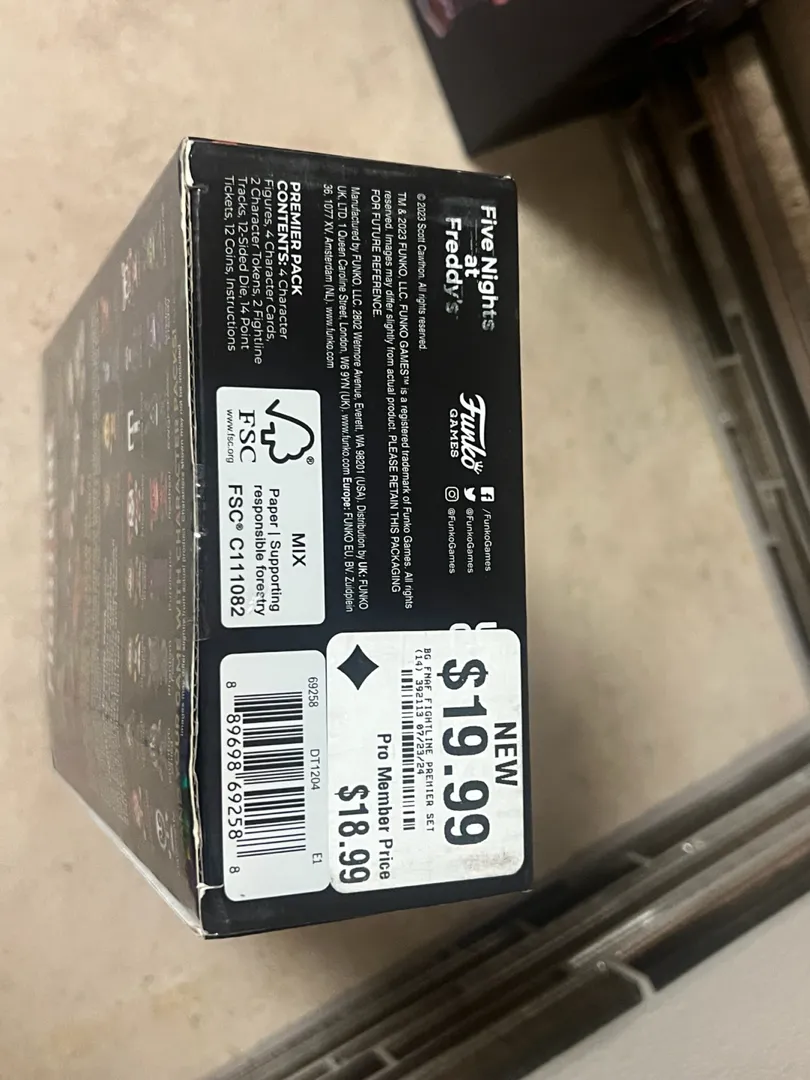 Five Nights
at
Freddy's
Funko
GAMES
/FunkoGames
@FunkoGames
@FunkoGames
© 2023 Scott Cawthon. All rights reserved.
TM & 2023 FUNKO, LLC. FUNKO GAMES™ is a registered trademark of Funko Games. All rights
reserved. Images may differ slightly from actual product. PLEASE RETAIN THIS PACKAGING
FOR FUTURE REFERENCE.
Manufactured by FUNKO, LLC. 2802 Wetmore Avenue, Everett, WA 98201 (USA). Distribution by UK: FUNKO
UK, LTD. 1 Queen Caroline Street, London, W6 9YN (UK). www.funko.com Europe: FUNKO EU, BV. Zuidplein
36, 1077 XV, Amsterdam (NL). www.funko.com
PREMIER PACK
CONTENTS: 4 Character
Figures, 4 Character Cards,
2 Character Tokens, 2 Fightline
Tracks, 12-Sided Die, 14 Point
Tickets, 12 Coins, Instructions
FSC
www.fsc.org
MIX
Paper | Supporting
responsible forestry
FSC® C111082
NEW
$19.99
BG FNAF FIGHTLINE PREMIER SET
(14) 392113 07/23/24
Pro Member Price
$18.99
69258 DT1204 E1
8 89698 69258 8